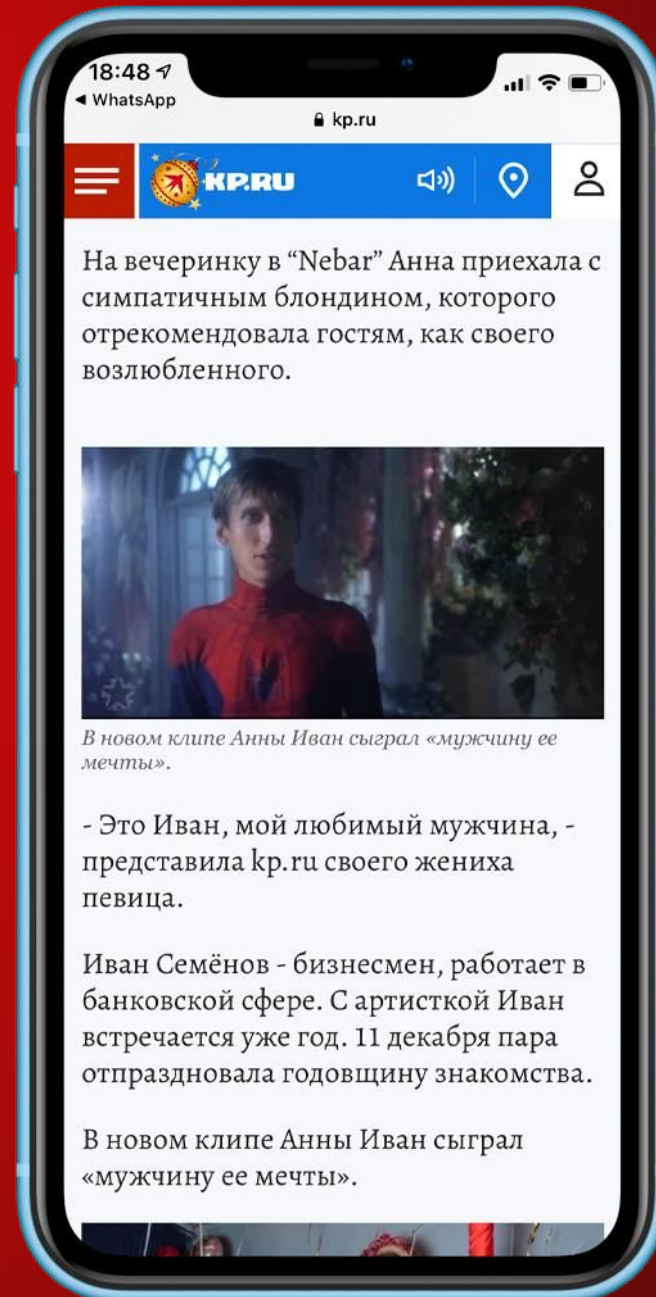 18:48
◀ WhatsApp
kp.ru
KP.RU
На вечеринку в “Nebar” Анна приехала с
симпатичным блондином, которого
отрекомендовала гостям, как своего
возлюбленного.
В новом клипе Анны Иван сыграл «мужчину ее
мечты».
- Это Иван, мой любимый мужчина, -
представила kp.ru своего жениха
певица.
Иван Семёнов - бизнесмен, работает в
банковской сфере. С артисткой Иван
встречается уже год. 11 декабря пара
отпраздновала годовщину знакомства.
В новом клипе Анны Иван сыграл
«мужчину ее мечты».